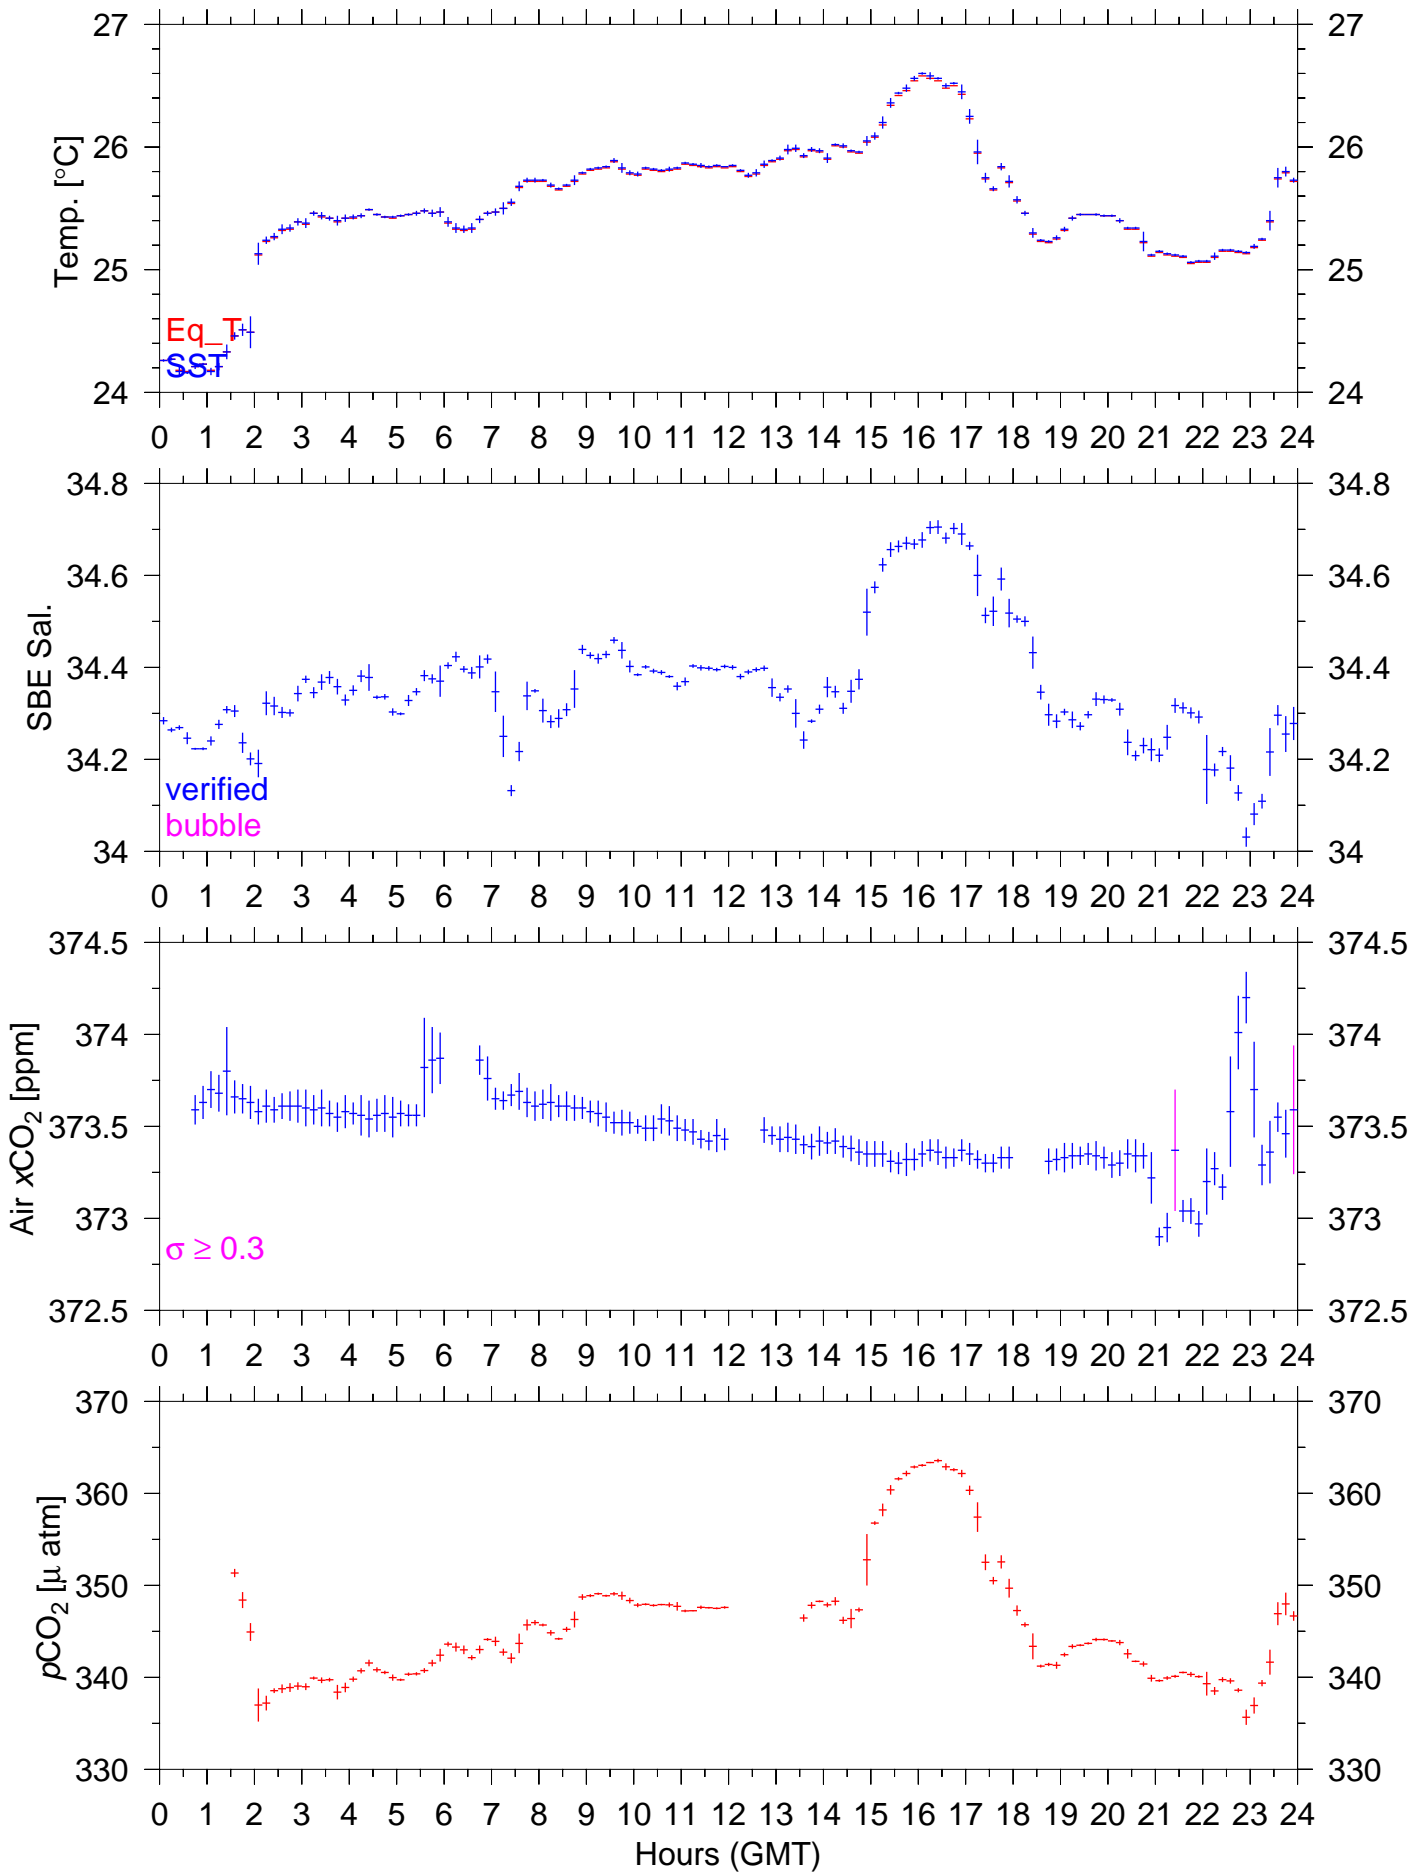 27 27
26 26
25 25
24 24
Temp. [°C]
Eq_T
SST
0 1 2 3 4 5 6 7 8 9 10 11 12 13 14 15 16 17 18 19 20 21 22 23 24
34.8 34.8
34.6 34.6
34.4 34.4
34.2 34.2
34 34
SBE Sal.
verified
bubble
0 1 2 3 4 5 6 7 8 9 10 11 12 13 14 15 16 17 18 19 20 21 22 23 24
374.5 374.5
374 374
373.5 373.5
373 373
372.5 372.5
Air xCO₂ [ppm]
σ ≥ 0.3
0 1 2 3 4 5 6 7 8 9 10 11 12 13 14 15 16 17 18 19 20 21 22 23 24
370 370
360 360
350 350
340 340
330 330
pCO₂ [μ atm]
0 1 2 3 4 5 6 7 8 9 10 11 12 13 14 15 16 17 18 19 20 21 22 23 24
Hours (GMT)